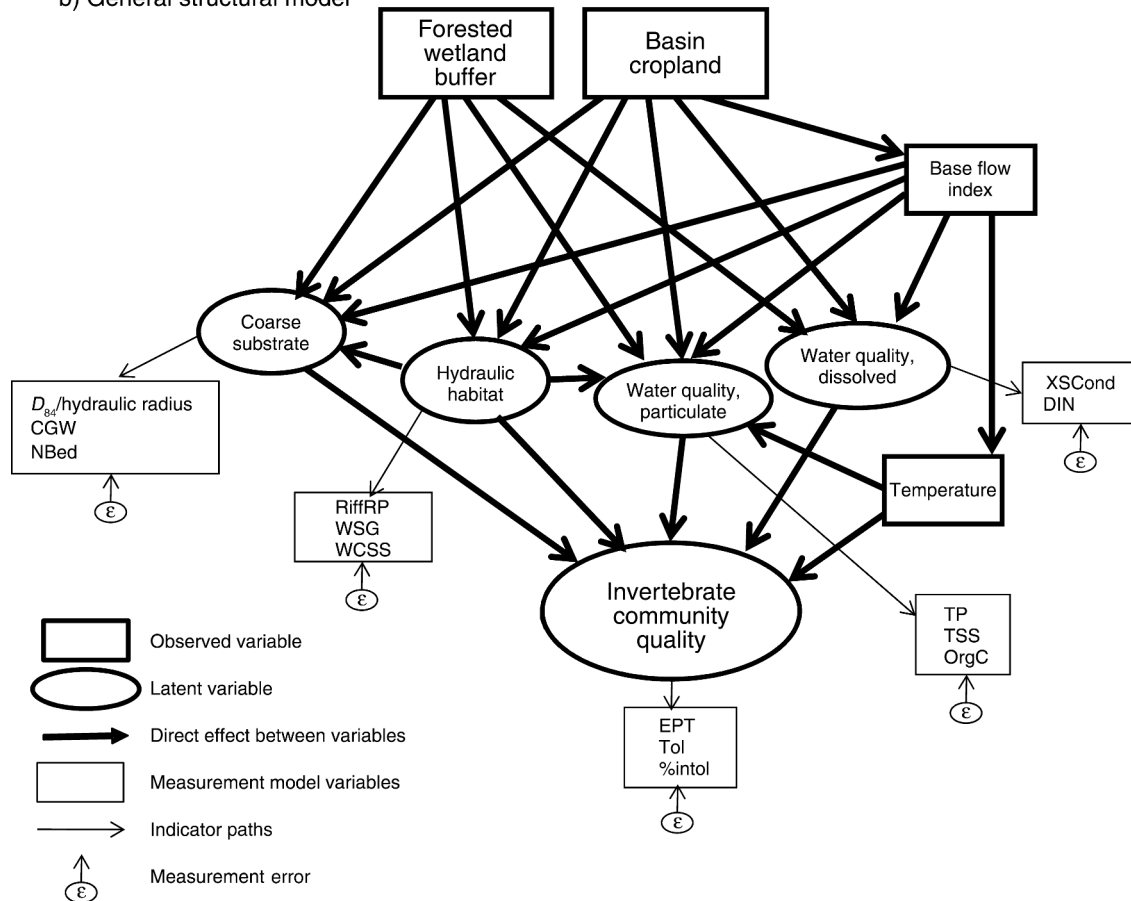 b) General structural model
Forested
wetland
buffer
Basin
cropland
Base flow
index
Coarse
substrate
Hydraulic
habitat
Water quality,
particulate
Water quality,
dissolved
XSCond
DIN
ε
D84/hydraulic radius
CGW
NBed
ε
Temperature
RiffRP
WSG
WCSS
ε
Invertebrate
community
quality
TP
TSS
OrgC
ε
EPT
Tol
%intol
ε
Observed variable
Latent variable
Direct effect between variables
Measurement model variables
Indicator paths
ε
Measurement error